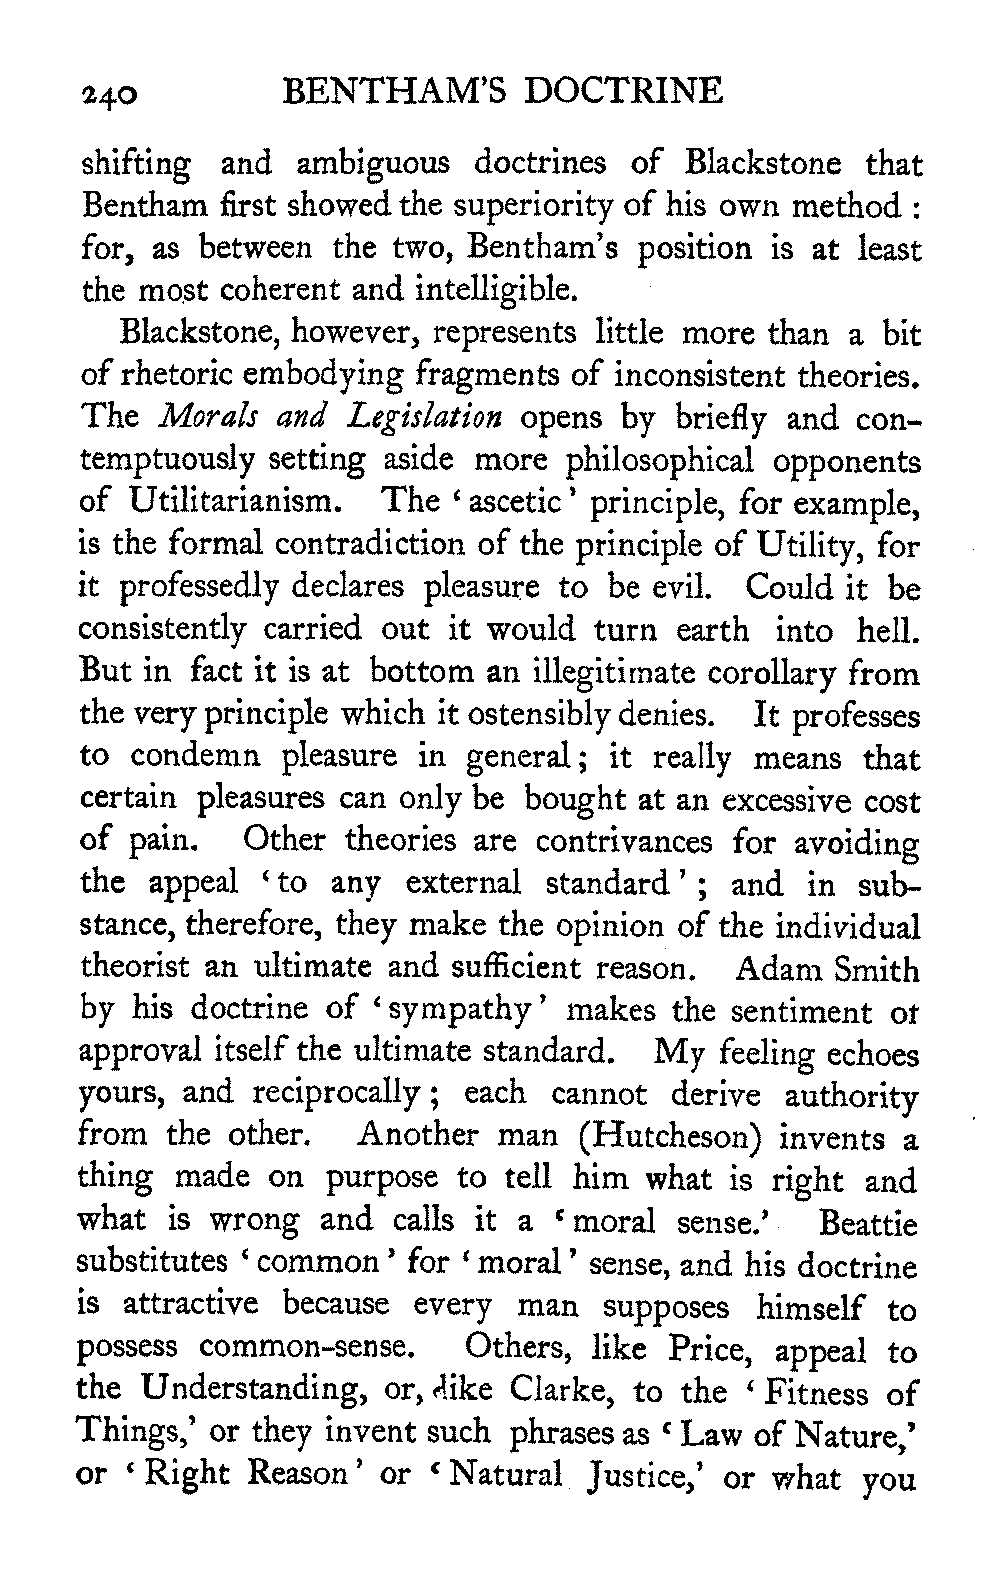 240 BENTHAM'S DOCTRINE
shifting and ambiguous doctrines of Blackstone that
Bentham first showed the superiority of his own method :
for, as between the two, Bentham's position is at least
the most coherent and intelligible.
Blackstone, however, represents little more than a bit
of rhetoric embodying fragments of inconsistent theories.
The Morals and Legislation opens by briefly and con-
temptuously setting aside more philosophical opponents
of Utilitarianism. The ‘ascetic’ principle, for example,
is the formal contradiction of the principle of Utility, for
it professedly declares pleasure to be evil. Could it be
consistently carried out it would turn earth into hell.
But in fact it is at bottom an illegitimate corollary from
the very principle which it ostensibly denies. It professes
to condemn pleasure in general; it really means that
certain pleasures can only be bought at an excessive cost
of pain. Other theories are contrivances for avoiding
the appeal ‘to any external standard’; and in sub-
stance, therefore, they make the opinion of the individual
theorist an ultimate and sufficient reason. Adam Smith
by his doctrine of ‘sympathy’ makes the sentiment of
approval itself the ultimate standard. My feeling echoes
yours, and reciprocally; each cannot derive authority
from the other. Another man (Hutcheson) invents a
thing made on purpose to tell him what is right and
what is wrong and calls it a ‘moral sense.’ Beattie
substitutes ‘common’ for ‘moral’ sense, and his doctrine
is attractive because every man supposes himself to
possess common-sense. Others, like Price, appeal to
the Understanding, or, like Clarke, to the ‘Fitness of
Things,’ or they invent such phrases as ‘Law of Nature,’
or ‘Right Reason’ or ‘Natural Justice,’ or what you